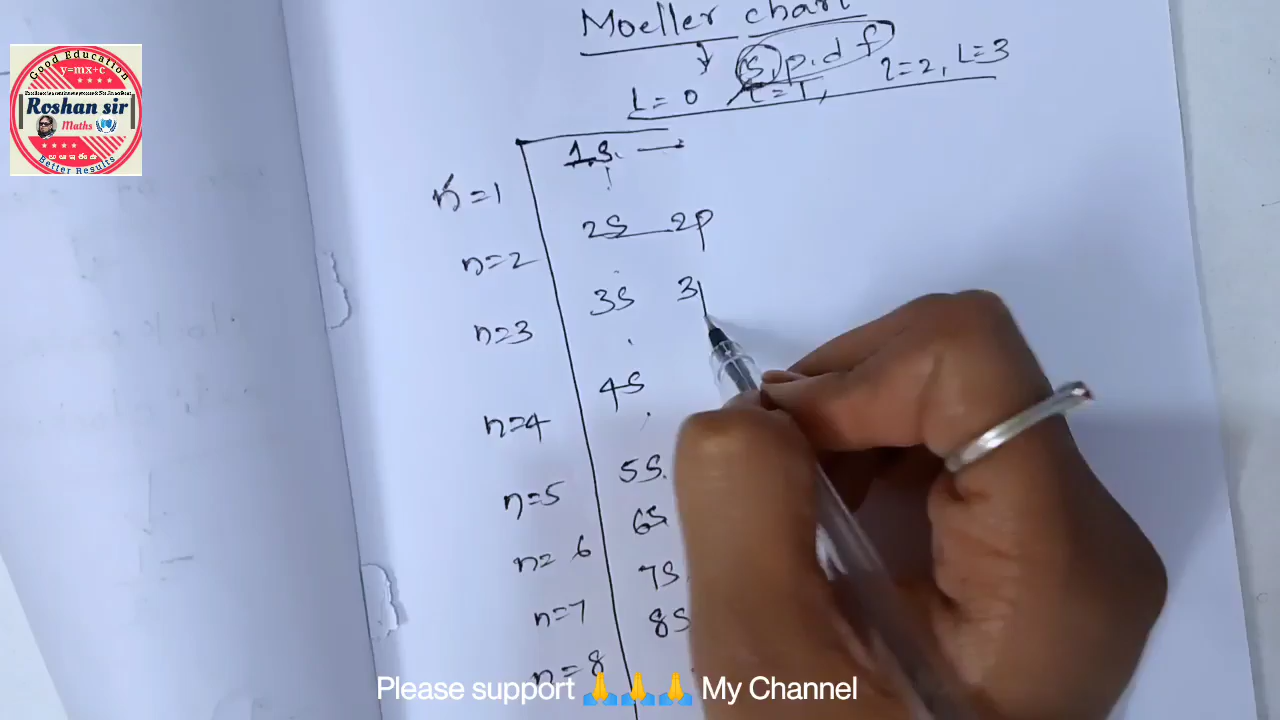 Moeller chart
s, p, d f
L = 0 l = 1, l = 2, L = 3
1s
n = 1
2s 2p
n = 2
3s 3
n = 3
4s
n = 4
5s.
n = 5
6s
n = 6
7s
n = 7
8s
n = 8
Good Education
y=mx+c
Roshan sir
Maths
Better Results
Please support 🙏🙏🙏 My Channel